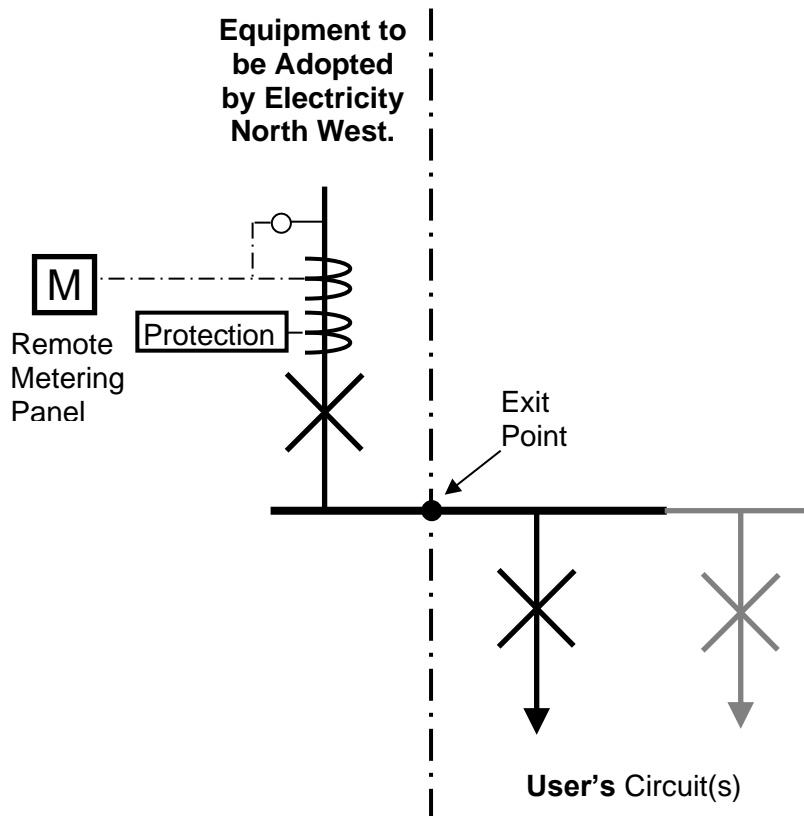 Equipment to
be Adopted
by Electricity
North West.
M
Remote
Metering
Panel
Protection
Exit
Point
User's Circuit(s)